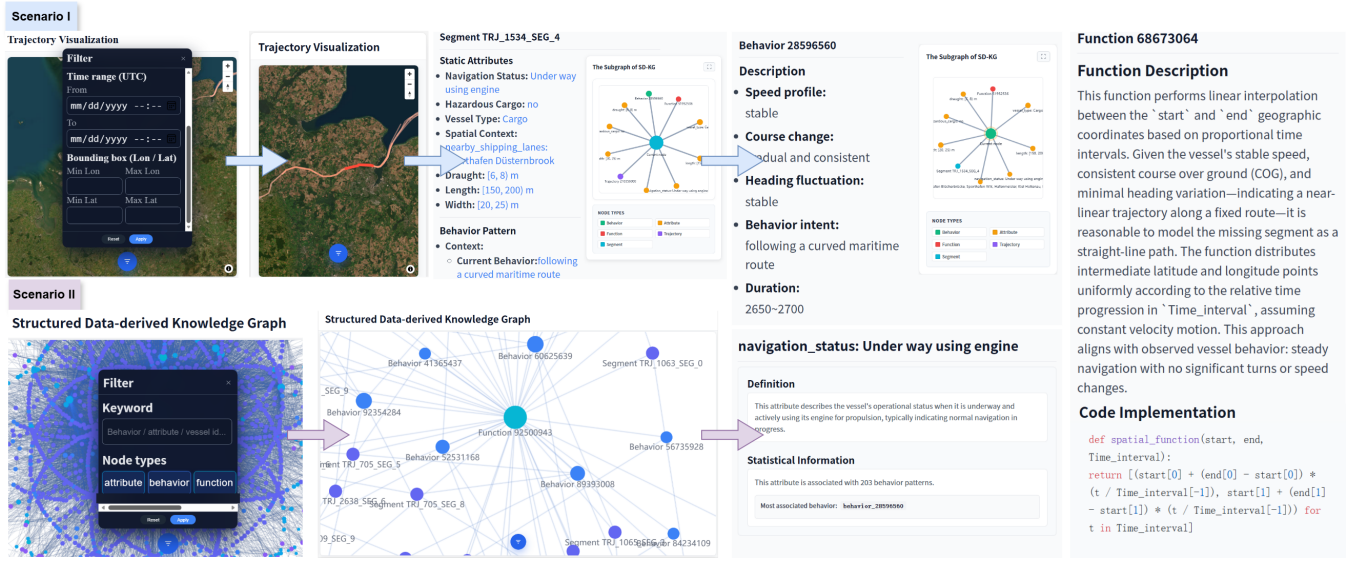 Scenario I
Trajectory Visualization
Filter
×
Time range (UTC)
From
mm/dd/yyyy --:--
To
mm/dd/yyyy --:--
Bounding box (Lon / Lat)
Min Lon
Max Lon
Min Lat
Max Lat
Reset
Apply
Trajectory Visualization
Segment TRJ_1534_SEG_4
Static Attributes
Navigation Status: Under way
using engine
Hazardous Cargo: no
Vessel Type: Cargo
Spatial Context:
nearby_shipping_lanes:
hafen Düsternbrook
Draught: [6, 8) m
Length: [150, 200) m
Width: [20, 25) m
Behavior Pattern
Context:
Current Behavior:following
a curved maritime route
The Subgraph of SD-KG
NODE TYPES
Behavior
Attribute
Function
Trajectory
Segment
Behavior 28596560
Description
Speed profile:
stable
Course change:
and consistent
Heading fluctuation:
stable
Behavior intent:
following a curved maritime
route
Duration:
2650~2700
The Subgraph of SD-KG
NODE TYPES
Behavior
Attribute
Function
Trajectory
Segment
Function 68673064
Function Description
This function performs linear interpolation
between the `start` and `end` geographic
coordinates based on proportional time
intervals. Given the vessel's stable speed,
consistent course over ground (COG), and
minimal heading variation—indicating a near-
linear trajectory along a fixed route—it is
reasonable to model the missing segment as a
straight-line path. The function distributes
intermediate latitude and longitude points
uniformly according to the relative time
progression in `Time_interval`, assuming
constant velocity motion. This approach
aligns with observed vessel behavior: steady
navigation with no significant turns or speed
changes.
Code Implementation
def spatial_function(start, end,
Time_interval):
return [(start[0] + (end[0] - start[0]) *
(t / Time_interval[-1]), start[1] + (end[1]
- start[1]) * (t / Time_interval[-1])) for
t in Time_interval]
Scenario II
Structured Data-derived Knowledge Graph
Filter
×
Keyword
Behavior / attribute / vessel id...
Node types
attribute
behavior
function
Reset
Apply
Structured Data-derived Knowledge Graph
Behavior 41365437
Behavior 60625639
Segment TRJ_1063_SEG_0
_SEG_9
Behavior 92354284
Function 92500943
Behavior 52531168
Behavior 56735928
TRJ_705_SEG_5
Behavior 89393008
TRJ_2638_SEG_6
Segment TRJ_705_SEG_8
_SEG_9
Behavior 84234109
navigation_status: Under way using engine
Definition
This attribute describes the vessel's operational status when it is underway and
actively using its engine for propulsion, typically indicating normal navigation in
progress.
Statistical Information
This attribute is associated with 203 behavior patterns.
Most associated behavior: behavior_28596560